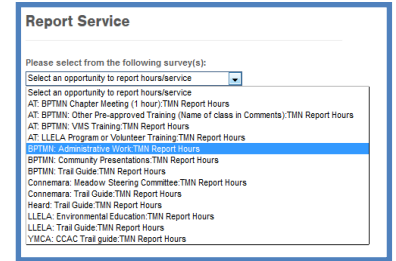 Report Service
Please select from the following survey(s):
Select an opportunity to report hours/service
Select an opportunity to report hours/service
AT: BPTMN Chapter Meeting (1 hour):TMN Report Hours
AT: BPTMN: Other Pre-approved Training (Name of class in Comments):TMN Report Hours
AT: BPTMN: VMS Training:TMN Report Hours
AT: LLELA Program or Volunteer Training:TMN Report Hours
BPTMN: Administrative Work:TMN Report Hours
BPTMN: Community Presentations:TMN Report Hours
BPTMN: Trail Guide:TMN Report Hours
Connemara: Meadow Steering Committee:TMN Report Hours
Connemara: Trail Guide:TMN Report Hours
Heard: Trail Guide:TMN Report Hours
LLELA: Environmental Education:TMN Report Hours
LLELA: Trail Guide:TMN Report Hours
YMCA: CCAC Trail guide:TMN Report Hours